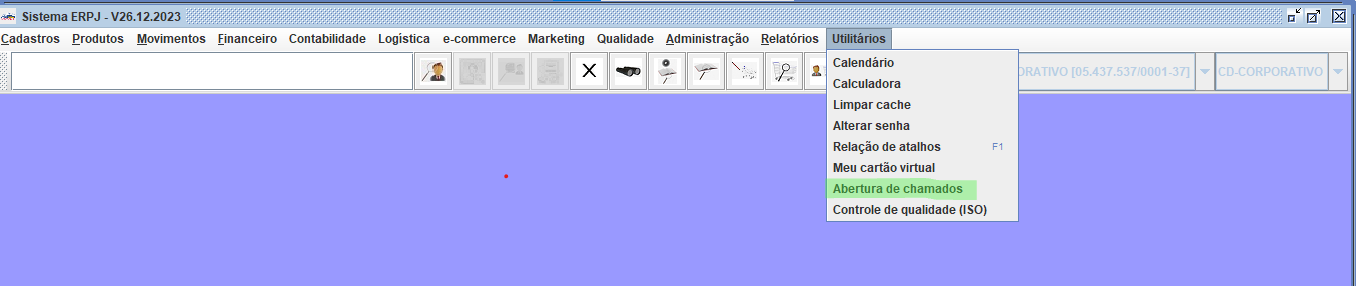 Sistema ERPJ - V26.12.2023
Cadastros Produtos Movimentos Financeiro Contabilidade Logística e-commerce Marketing Qualidade Administração Relatórios Utilitários
X
ORATIVO [05.437.537/0001-37] CD-CORPORATIVO
Calendário
Calculadora
Limpar cache
Alterar senha
Relação de atalhos F1
Meu cartão virtual
Abertura de chamados
Controle de qualidade (ISO)